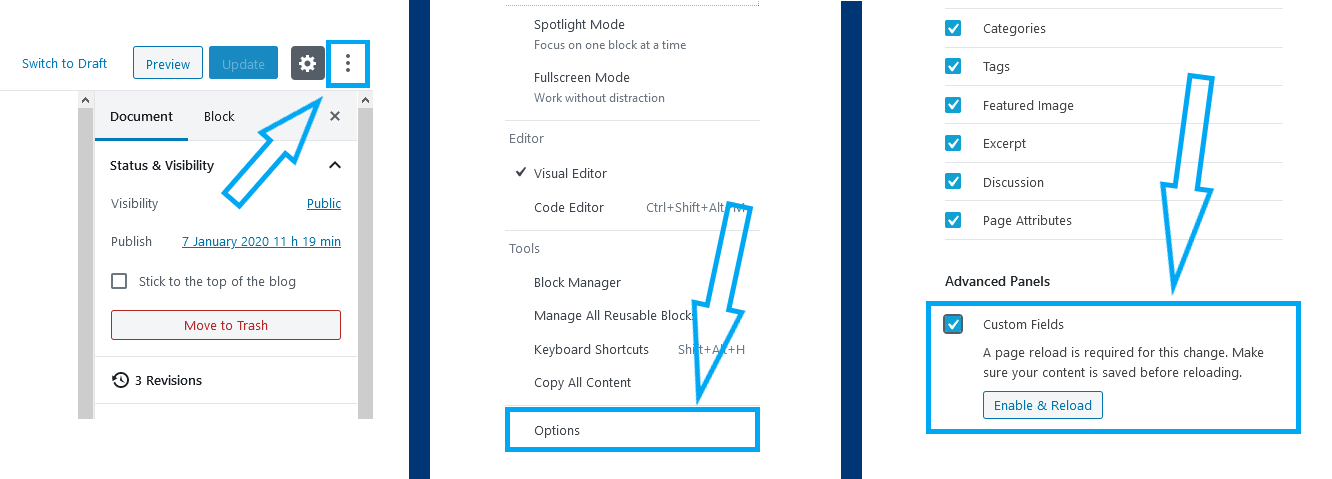 Switch to Draft Preview Update
Document Block
Status & Visibility
Visibility Public
Publish 7 January 2020 11 h 19 min
Stick to the top of the blog
Move to Trash
3 Revisions
Spotlight Mode
Focus on one block at a time
Fullscreen Mode
Work without distraction
Editor
Visual Editor
Code Editor Ctrl+Shift+Alt+M
Tools
Block Manager
Manage All Reusable Blocks
Keyboard Shortcuts Shift+Alt+H
Copy All Content
Options
Categories
Tags
Featured Image
Excerpt
Discussion
Page Attributes
Advanced Panels
Custom Fields
A page reload is required for this change. Make
sure your content is saved before reloading.
Enable & Reload